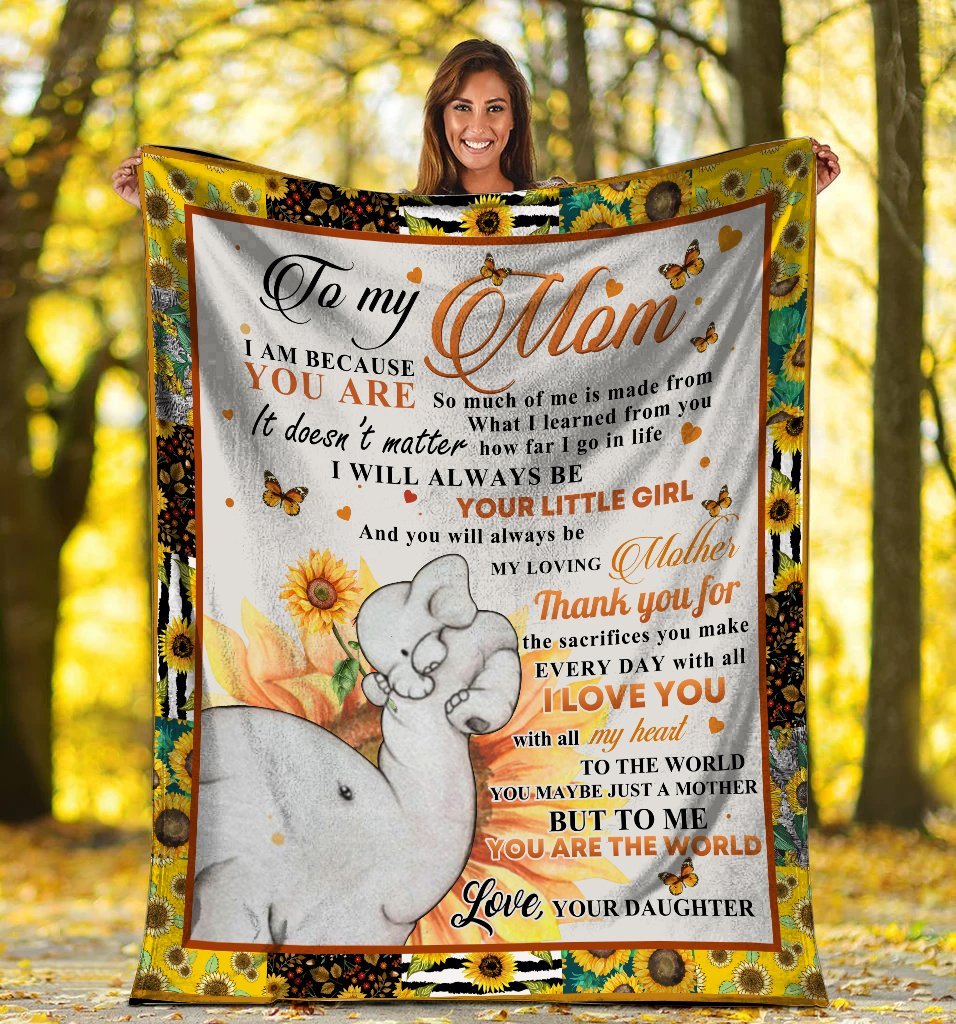 To my Mom
I AM BECAUSE
YOU ARE
So much of me is made from
What I learned from you
It doesn't matter how far I go in life
I WILL ALWAYS BE
YOUR LITTLE GIRL
And you will always be
MY LOVING Mother
Thank you for
the sacrifices you make
EVERY DAY with all
I LOVE YOU
with all my heart
TO THE WORLD
YOU MAYBE JUST A MOTHER
BUT TO ME
YOU ARE THE WORLD
Love, YOUR DAUGHTER